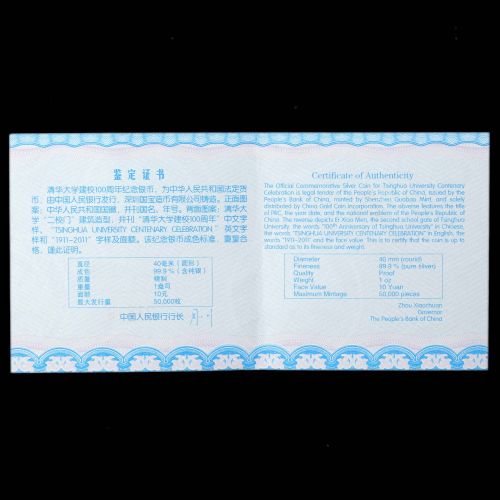 鉴定证书
清华大学建校100周年纪念银币，为中华人民共和国法定货
币，由中国人民银行发行，深圳国宝造币有限公司铸造。正面图
案：中华人民共和国国徽，并刊国名、年号。背面图案：清华大
学“二校门”建筑造型，并刊“清华大学建校100周年”中文字
样、“TSINGHUA UNIVERSITY CENTENARY CELEBRATION”英文字
样和“1911-2011”字样及面额。该纪念银币成色标准，重量合
格，谨此证明。
直径 40毫米（圆形）
成色 99.9％（含纯银）
质量 精制
重量 1盎司
面额 10元
最大发行量 50,000枚
中国人民银行行长
Certificate of Authenticity
The Official Commemorative Silver Coin for Tsinghua University Centenary
Celebration is legal tender of the People's Republic of China, issued by the
People's Bank of China, minted by Shenzhen Guobao Mint, and solely
distributed by China Gold Coin Incorporation. The obverse features the title
of PRC, the year date, and the national emblem of the People's Republic of
China. The reverse depicts Er Xiao Men, the second school gate of Tsinghua
University, the words "100th Anniversary of Tsinghua University" in Chinese,
the words "TSINGHUA UNIVERSITY CENTENARY CELEBRATION" in English, the
words "1911-2011" and the face value. This is to certify that the coin is up to
standard as to its fineness and weight.
Diameter 40 mm (round)
Fineness 99.9 % (pure silver)
Quality Proof
Weight 1 oz
Face Value 10 Yuan
Maximum Mintage 50,000 pieces
Zhou Xiaochuan
Governor
The People's Bank of China